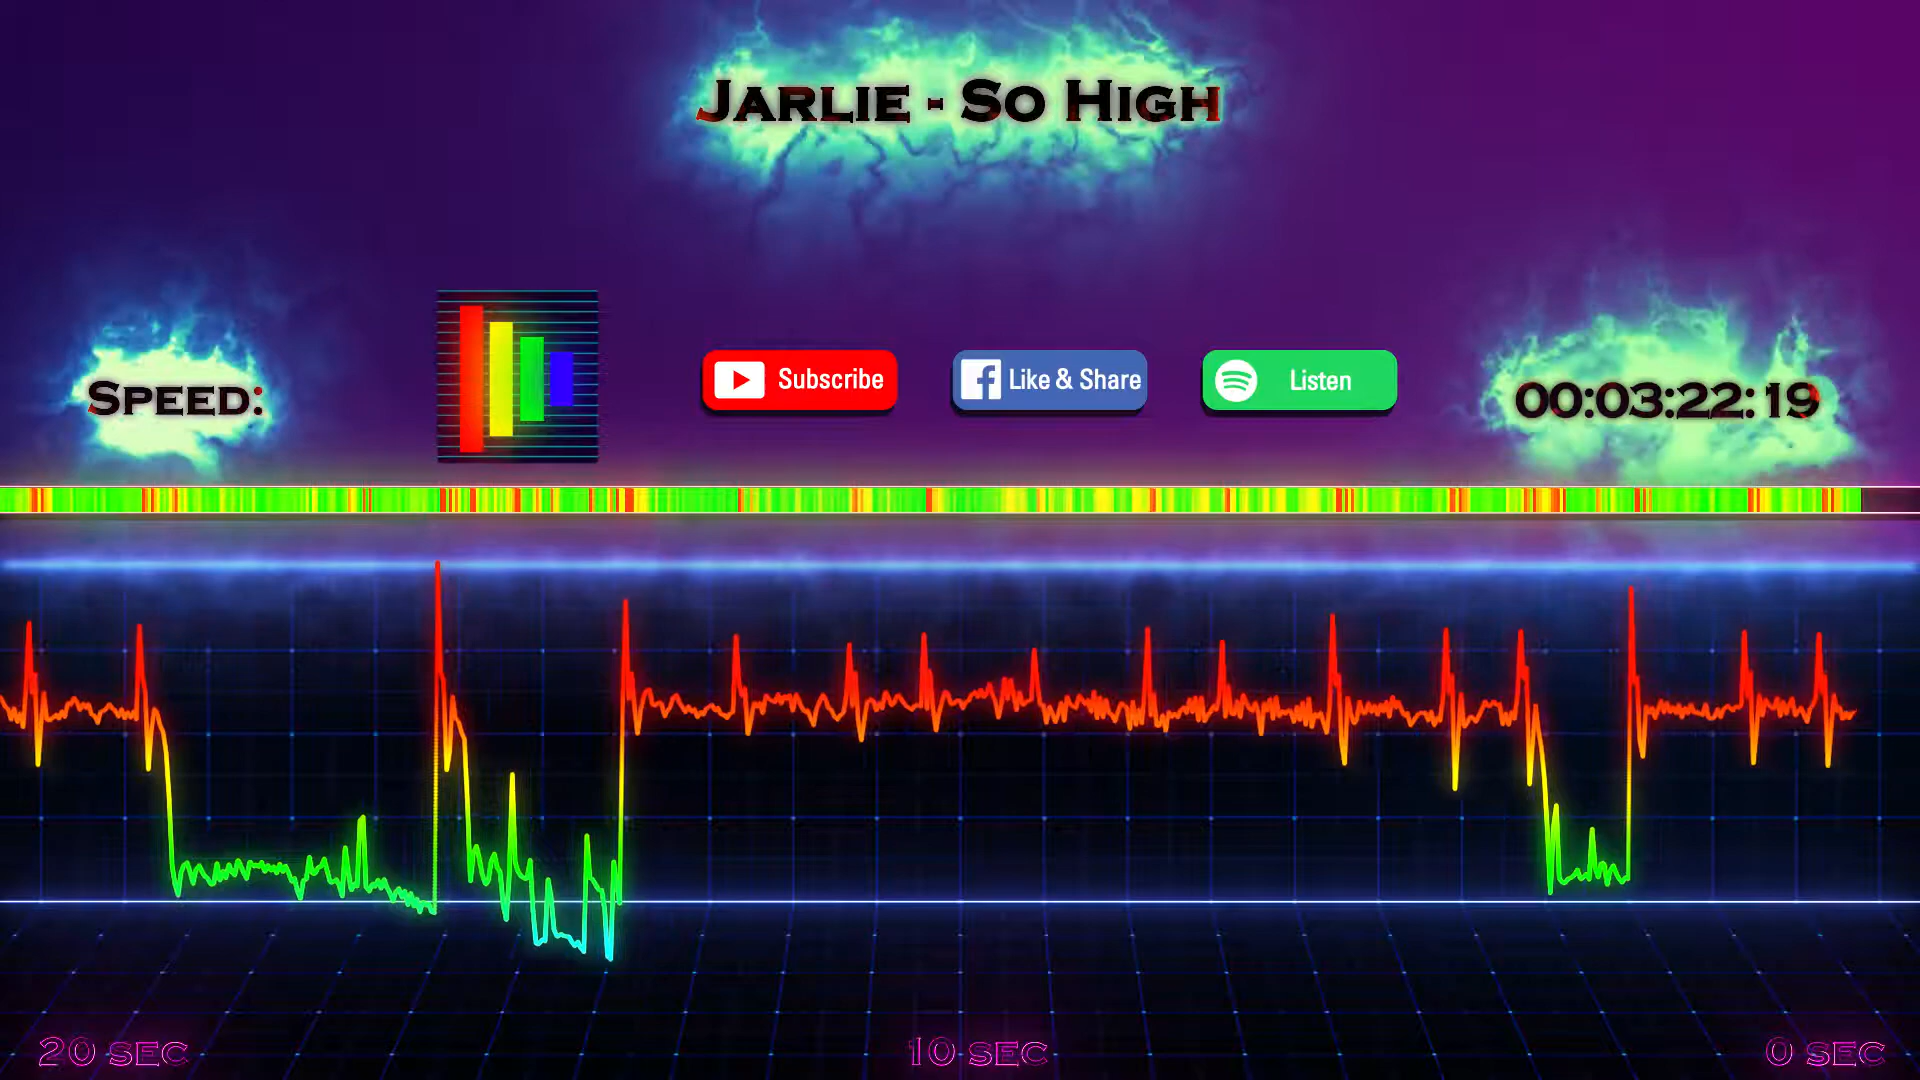 Jarlie - So High
Speed:
Subscribe
Like & Share
Listen
00:03:22:19
20 sec
10 sec
0 sec